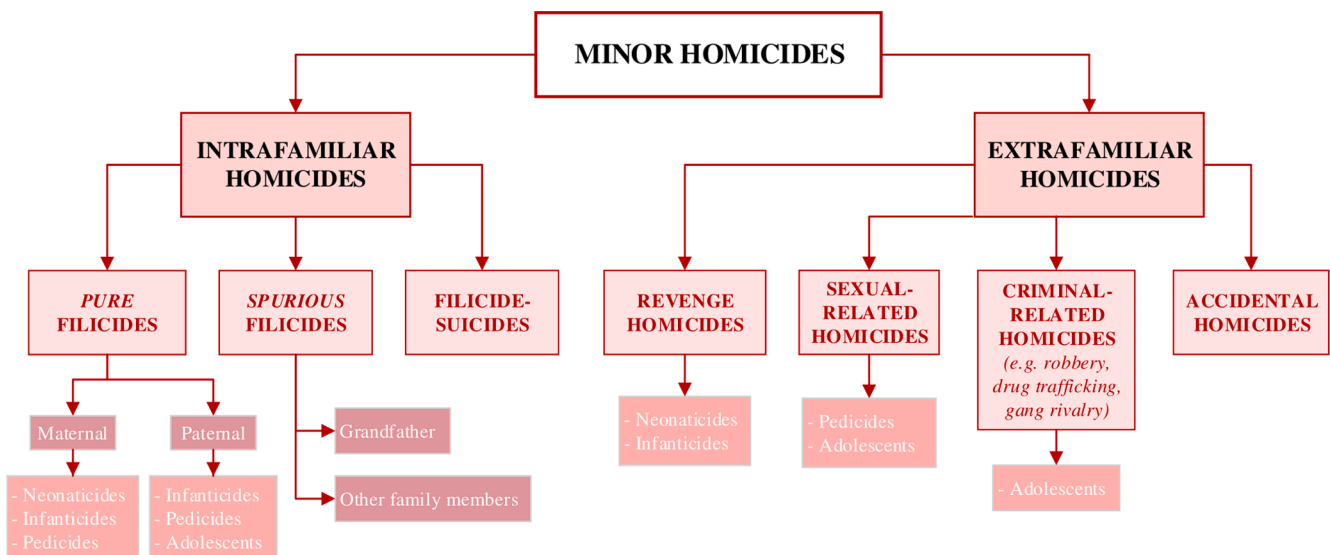 MINOR HOMICIDES
INTRAFAMILIAR
HOMICIDES
EXTRAFAMILIAR
HOMICIDES
PURE
FILICIDES
SPURIOUS
FILICIDES
FILICIDE-
SUICIDES
REVENGE
HOMICIDES
SEXUAL-
RELATED
HOMICIDES
CRIMINAL-
RELATED
HOMICIDES
(e.g. robbery,
drug trafficking,
gang rivalry)
ACCIDENTAL
HOMICIDES
Maternal
Paternal
- Neonaticides
- Infanticides
- Pedicides
- Infanticides
- Pedicides
- Adolescents
Grandfather
Other family members
- Neonaticides
- Infanticides
- Pedicides
- Adolescents
- Adolescents